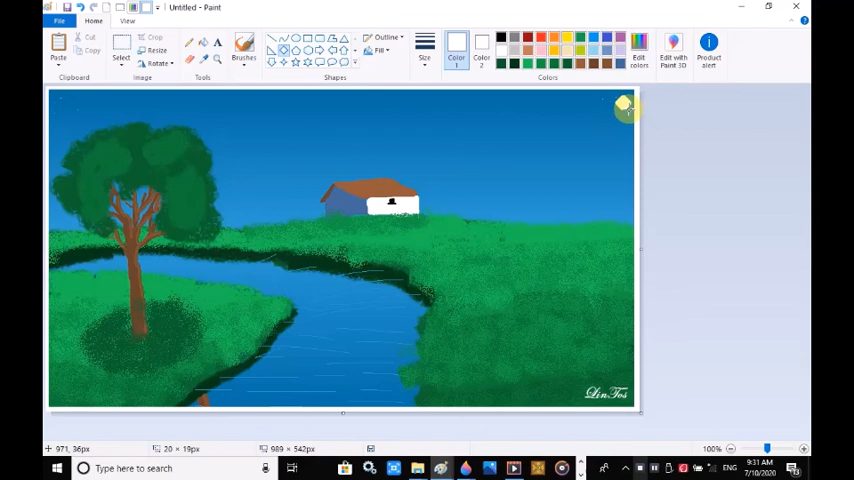 Untitled - Paint
File
Home
View
Paste
Cut
Copy
Select
Crop
Resize
Rotate
Brushes
Outline
Fill
Size
Color
1
Color
2
Edit
colors
Edit with
Paint 3D
Product
alert
Clipboard
Image
Tools
Shapes
Colors
LinTos
971, 36px
20 × 19px
989 × 542px
100%
Type here to search
ENG
9:31 AM
7/10/2020